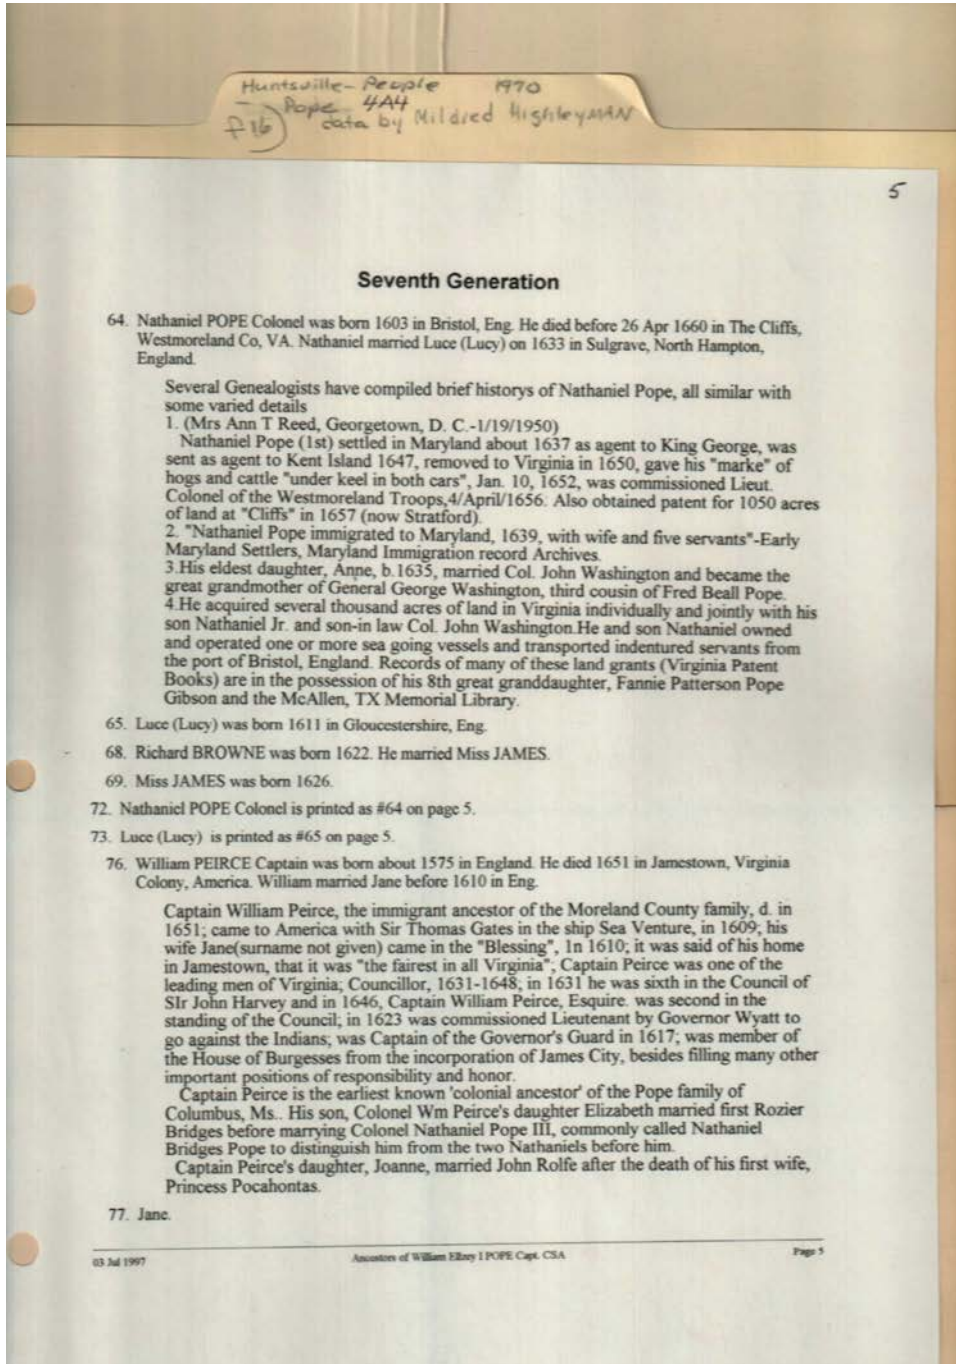 Huntsville - People 1970
Pope 4A4
f16) data by Mildred Highleyman
5
Seventh Generation
64. Nathaniel POPE Colonel was born 1603 in Bristol, Eng. He died before 26 Apr 1660 in The Cliffs,
Westmoreland Co, VA. Nathaniel married Luce (Lucy) on 1633 in Sulgrave, North Hampton,
England.
Several Genealogists have compiled brief historys of Nathaniel Pope, all similar with
some varied details
1. (Mrs Ann T Reed, Georgetown, D. C.-1/19/1950)
Nathaniel Pope (1st) settled in Maryland about 1637 as agent to King George, was
sent as agent to Kent Island 1647, removed to Virginia in 1650, gave his "marke" of
hogs and cattle "under keel in both cars", Jan. 10, 1652, was commissioned Lieut.
Colonel of the Westmoreland Troops,4/April/1656. Also obtained patent for 1050 acres
of land at "Cliffs" in 1657 (now Stratford).
2. "Nathaniel Pope immigrated to Maryland, 1639, with wife and five servants"-Early
Maryland Settlers, Maryland Immigration record Archives.
3.His eldest daughter, Anne, b.1635, married Col. John Washington and became the
great grandmother of General George Washington, third cousin of Fred Beall Pope.
4.He acquired several thousand acres of land in Virginia individually and jointly with his
son Nathaniel Jr. and son-in law Col. John Washington.He and son Nathaniel owned
and operated one or more sea going vessels and transported indentured servants from
the port of Bristol, England. Records of many of these land grants (Virginia Patent
Books) are in the possession of his 8th great granddaughter, Fannie Patterson Pope
Gibson and the McAllen, TX Memorial Library.
65. Luce (Lucy) was born 1611 in Gloucestershire, Eng.
68. Richard BROWNE was born 1622. He married Miss JAMES.
69. Miss JAMES was born 1626.
72. Nathaniel POPE Colonel is printed as #64 on page 5.
73. Luce (Lucy) is printed as #65 on page 5.
76. William PEIRCE Captain was born about 1575 in England. He died 1651 in Jamestown, Virginia
Colony, America. William married Jane before 1610 in Eng.
Captain William Peirce, the immigrant ancestor of the Moreland County family, d. in
1651; came to America with Sir Thomas Gates in the ship Sea Venture, in 1609; his
wife Jane(surname not given) came in the "Blessing", In 1610; it was said of his home
in Jamestown, that it was "the fairest in all Virginia"; Captain Peirce was one of the
leading men of Virginia; Councillor, 1631-1648; in 1631 he was sixth in the Council of
SIr John Harvey and in 1646, Captain William Peirce, Esquire. was second in the
standing of the Council; in 1623 was commissioned Lieutenant by Governor Wyatt to
go against the Indians; was Captain of the Governor's Guard in 1617; was member of
the House of Burgesses from the incorporation of James City, besides filling many other
important positions of responsibility and honor.
Captain Peirce is the earliest known 'colonial ancestor' of the Pope family of
Columbus, Ms.. His son, Colonel Wm Peirce's daughter Elizabeth married first Rozier
Bridges before marrying Colonel Nathaniel Pope III, commonly called Nathaniel
Bridges Pope to distinguish him from the two Nathaniels before him.
Captain Peirce's daughter, Joanne, married John Rolfe after the death of his first wife,
Princess Pocahontas.
77. Jane.
03 Jul 1997 Ancestors of William Ellzey I POPE Capt. CSA Page 5